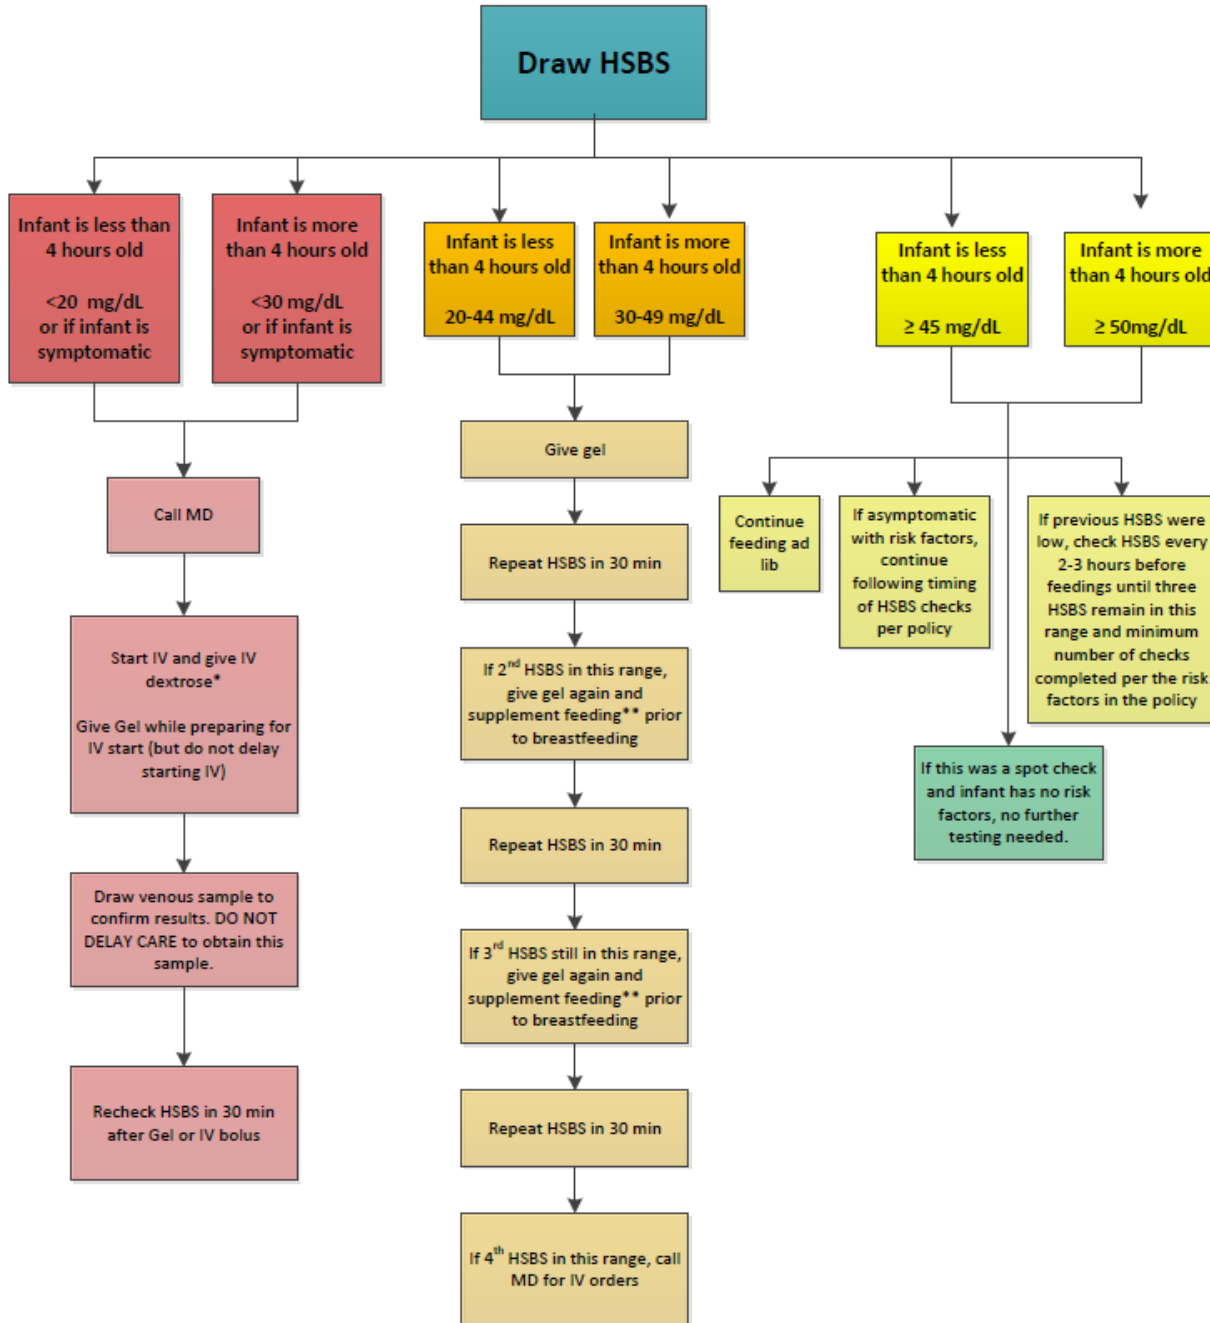 Draw HSBS
Infant is less than
4 hours old
<20  mg/dL
or if infant is
symptomatic
Infant is more
than 4 hours old
<30 mg/dL
or if infant is
symptomatic
Infant is less
than 4 hours old
20-44 mg/dL
Infant is more
than 4 hours old
30-49 mg/dL
Infant is less
than 4 hours old
≥ 45 mg/dL
Infant is more
than 4 hours old
≥ 50mg/dL
Call MD
Start IV and give IV
dextrose*
Give Gel while preparing for
IV start (but do not delay
starting IV)
Draw venous sample to
confirm results. DO NOT
DELAY CARE to obtain this
sample.
Recheck HSBS in 30 min
after Gel or IV bolus
Give gel
Repeat HSBS in 30 min
If 2nd HSBS in this range,
give gel again and
supplement feeding** prior
to breastfeeding
Repeat HSBS in 30 min
If 3rd HSBS still in this range,
give gel again and
supplement feeding** prior
to breastfeeding
Repeat HSBS in 30 min
If 4th HSBS in this range, call
MD for IV orders
Continue
feeding ad
lib
If asymptomatic
with risk factors,
continue
following timing
of HSBS checks
per policy
If previous HSBS were
low, check HSBS every
2-3 hours before
feedings until three
HSBS remain in this
range and minimum
number of checks
completed per the risk
factors in the policy
If this was a spot check
and infant has no risk
factors, no further
testing needed.